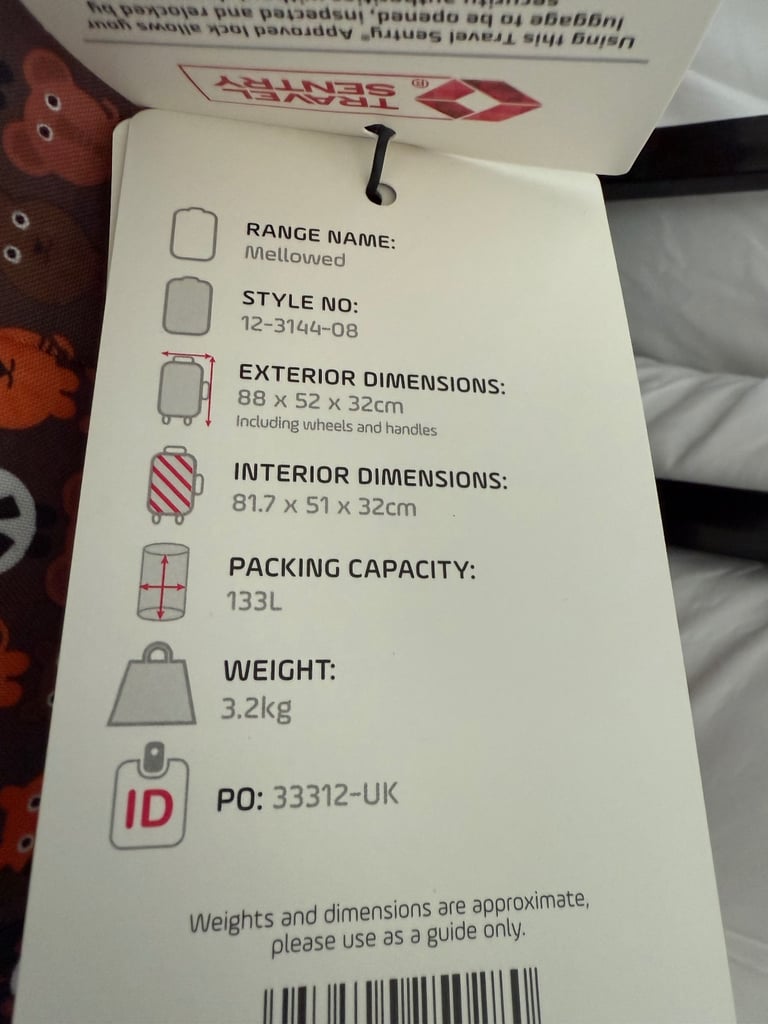 luggage to be opened, inspected and relocked by
Using this Travel Sentry® Approved lock allows your
TRAVEL
SENTRY®
RANGE NAME:
Mellowed
STYLE NO:
12-3144-08
EXTERIOR DIMENSIONS:
88 x 52 x 32cm
Including wheels and handles
INTERIOR DIMENSIONS:
81.7 x 51 x 32cm
PACKING CAPACITY:
133L
WEIGHT:
3.2kg
ID
PO: 33312-UK
Weights and dimensions are approximate,
please use as a guide only.